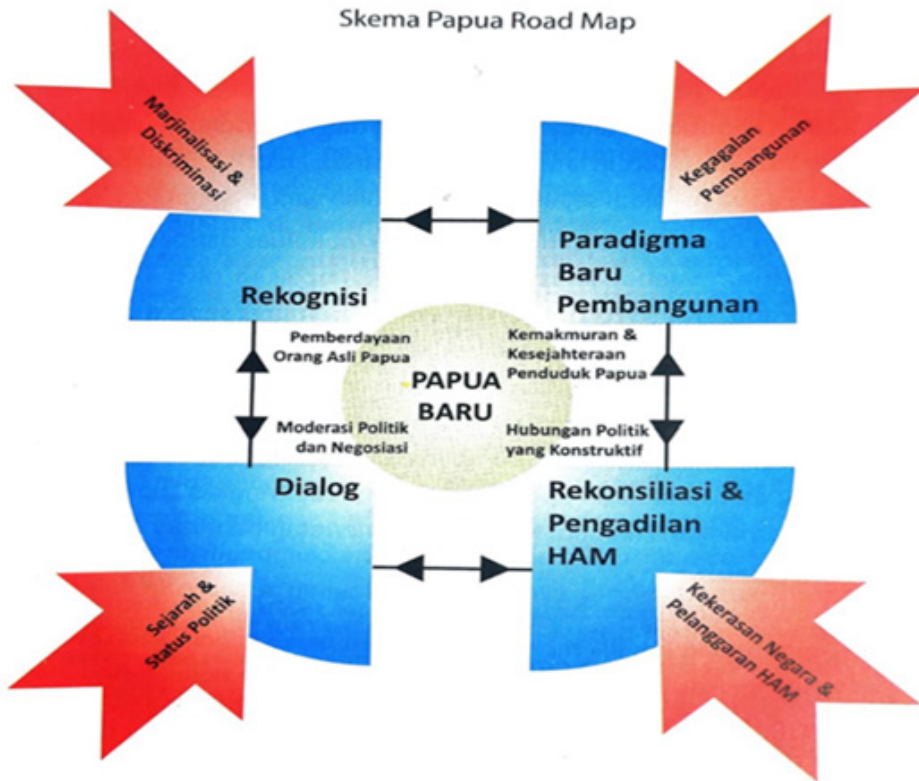 Skema Papua Road Map
Marjinalisasi &
Diskriminasi
Kegagalan
Pembangunan
Rekognisi
Paradigma
Baru
Pembangunan
Pemberdayaan
Orang Asli Papua
Kemakmuran &
Kesejahteraan
Penduduk Papua
PAPUA
BARU
Moderasi Politik
dan Negosiasi
Hubungan Politik
yang Konstruktif
Dialog
Rekonsiliasi &
Pengadilan
HAM
Sejarah &
Status Politik
Kekerasan Negara &
Pelanggaran HAM